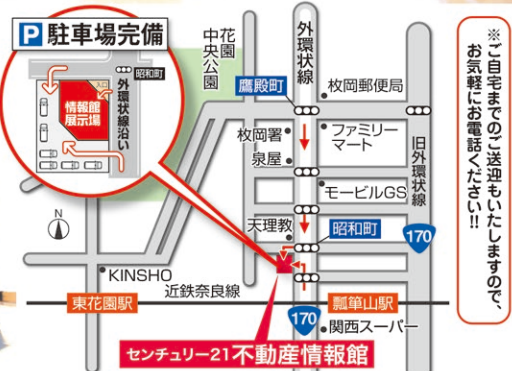 P 駐車場完備
昭和町
情報館
展示場
外環状線沿い
花園
中央公園
外環状線
鷹殿町
枚岡郵便局
枚岡署
泉屋
ファミリー
マート
旧外環状線
モービルGS
天理教
昭和町
170
N
KINSHO
近鉄奈良線
東花園駅
瓢箪山駅
170
関西スーパー
センチュリー21不動産情報館
※ご自宅までのご送迎もいたしますので、
お気軽にお電話ください!!